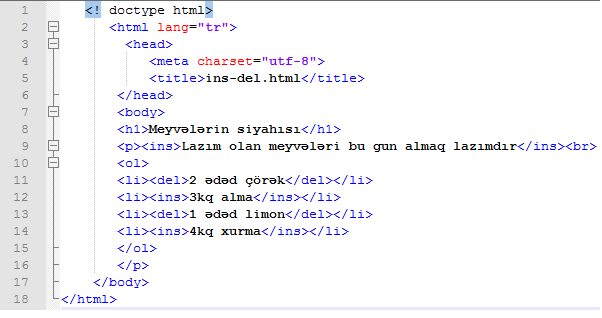 1 <! doctype html>
2 <html lang="tr">
3 <head>
4 <meta charset="utf-8">
5 <title>ins-del.html</title>
6 </head>
7 <body>
8 <h1>Meyvələrin siyahısı</h1>
9 <p><ins>Lazım olan meyvələri bu gun almaq lazımdır</ins><br>
10 <ol>
11 <li><del>2 ədəd çörək</del></li>
12 <li><ins>3kq alma</ins></li>
13 <li><del>1 ədəd limon</del></li>
14 <li><ins>4kq xurma</ins></li>
15 </ol>
16 </p>
17 </body>
18 </html>